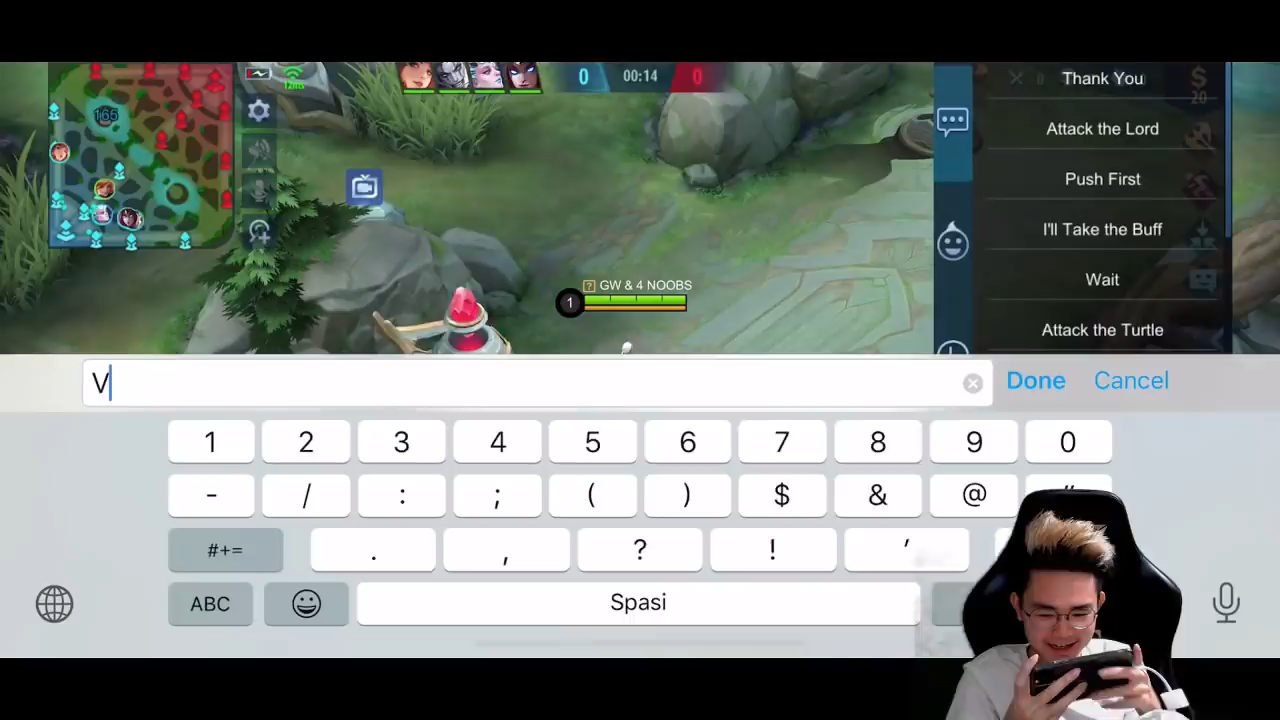 165
12ms
0
00:14
0
Thank You
$
20
Attack the Lord
Push First
I'll Take the Buff
Wait
Attack the Turtle
? GW & 4 NOOBS
1
V
Done
Cancel
1 2 3 4 5 6 7 8 9 0
- / : ; ( ) $ & @
#+= . , ? ! ′
ABC
Spasi